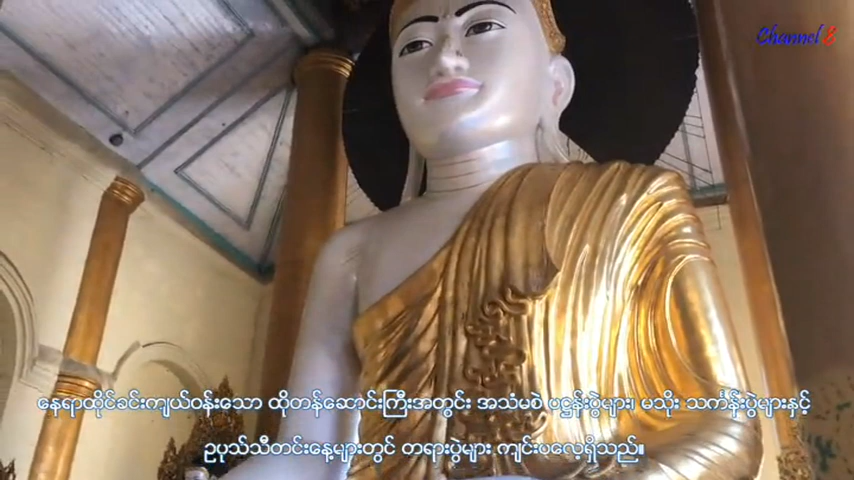 Channel 8
နေရာထိုင်ခင်းကျယ်ဝန်းသော ထိုတန်ဆောင်းကြီးအတွင်း အသံမစဲ ပဋ္ဌာန်းပွဲများ၊ မသိုး သင်္ကန်းပွဲများနှင့်
ဥပုသ်သီတင်းနေ့များတွင် တရားပွဲများ ကျင်းပလေ့ရှိသည်။